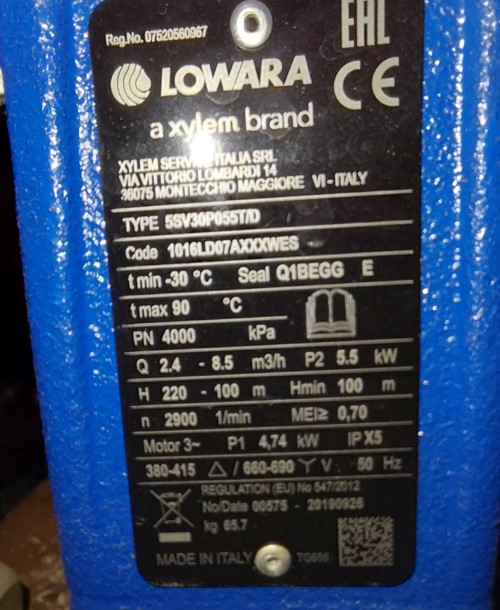 Reg.No. 07520560967
EAL
LOWARA
CE
a xylem brand
XYLEM SERVICE ITALIA SRL
VIA VITTORIO LOMBARDI 14
36075 MONTECCHIO MAGGIORE VI - ITALY
TYPE 5SV30P055T/D
Code 1016LD07AXXXWES
t min -30 °C Seal Q1BEGG E
t max 90 °C
PN 4000 kPa
Q 2.4 - 8.5 m3/h P2 5.5 kW
H 220 - 100 m Hmin 100 m
n 2900 1/min MEI≥ 0,70
Motor 3~ P1 4,74 kW IP X5
380-415 △ / 660-690 Y V 50 Hz
REGULATION (EU) No 547/2012
No/Date 00575 - 20190926
kg 65.7
MADE IN ITALY TG686